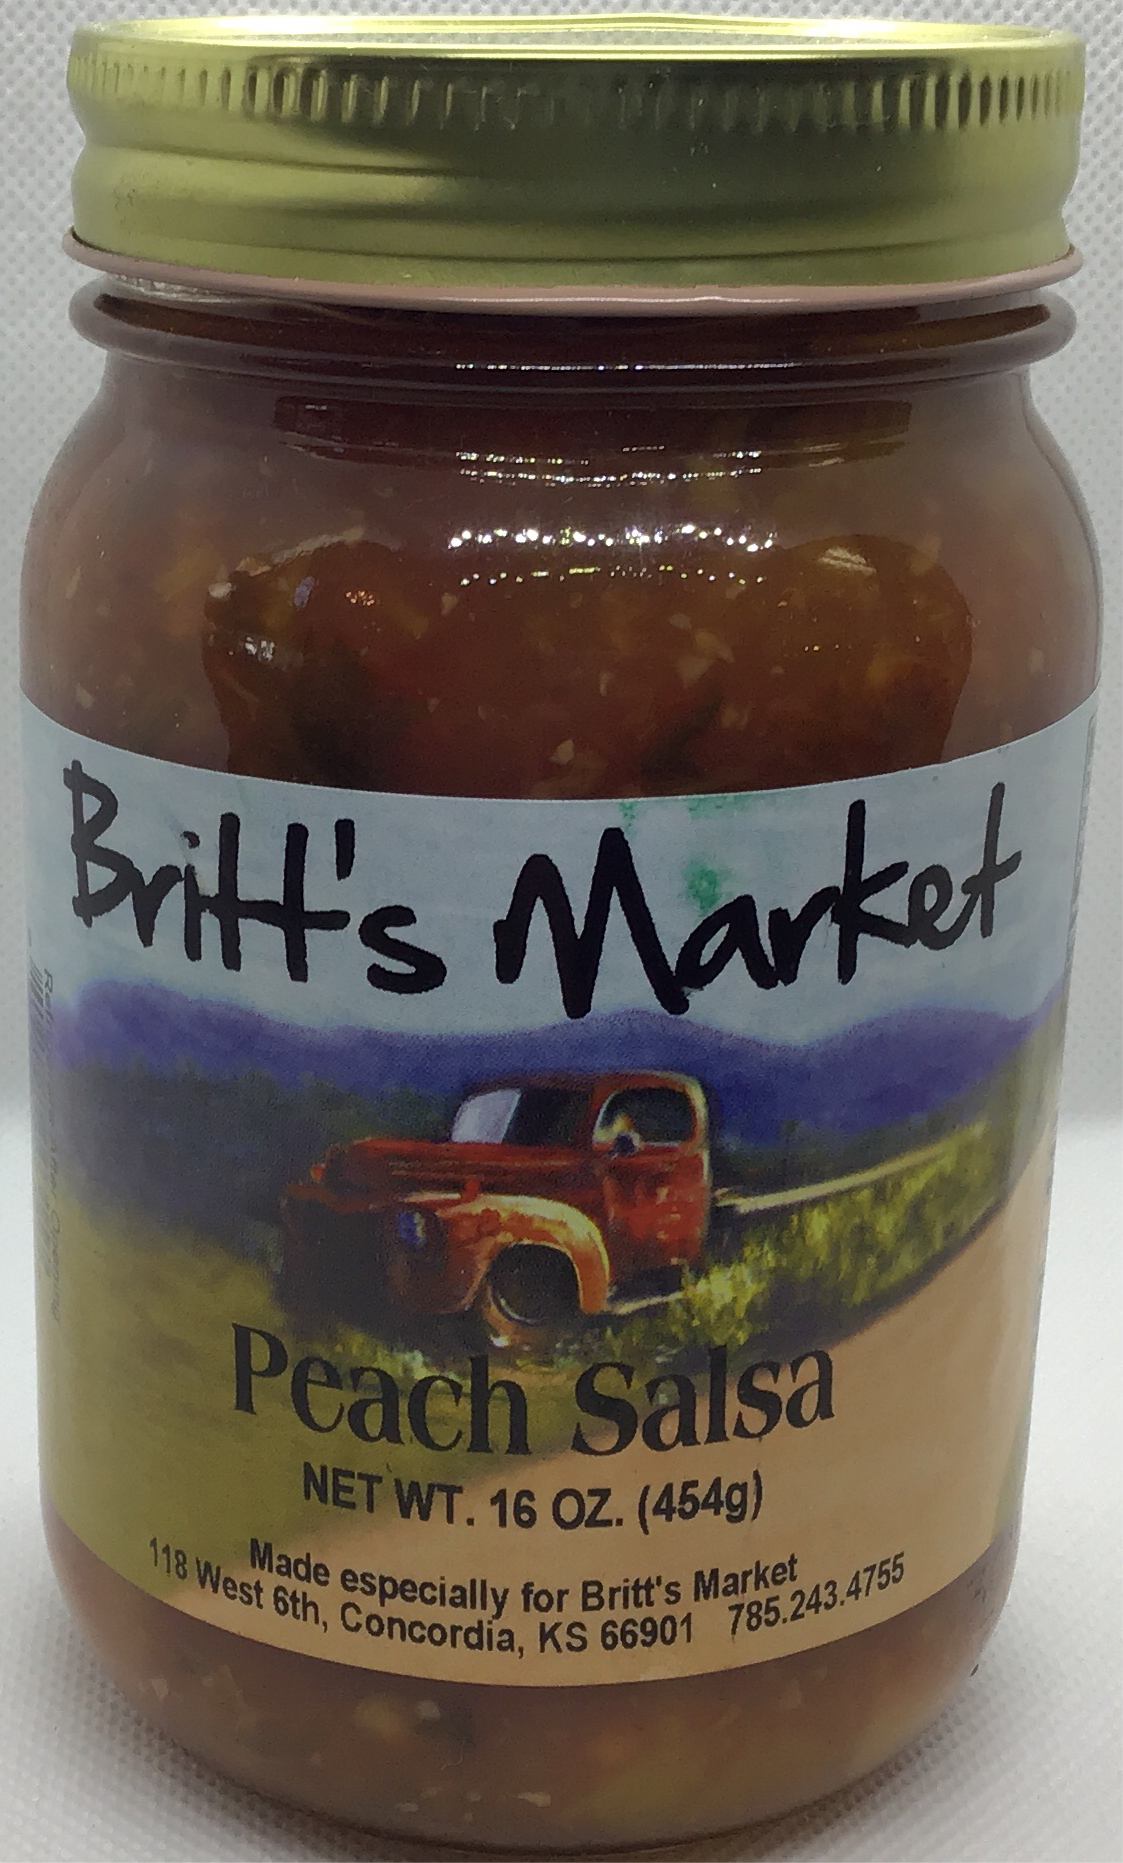 Britt's Market
Peach Salsa
NET WT. 16 OZ. (454g)
Made especially for Britt's Market
118 West 6th, Concordia, KS 66901 785.243.4755